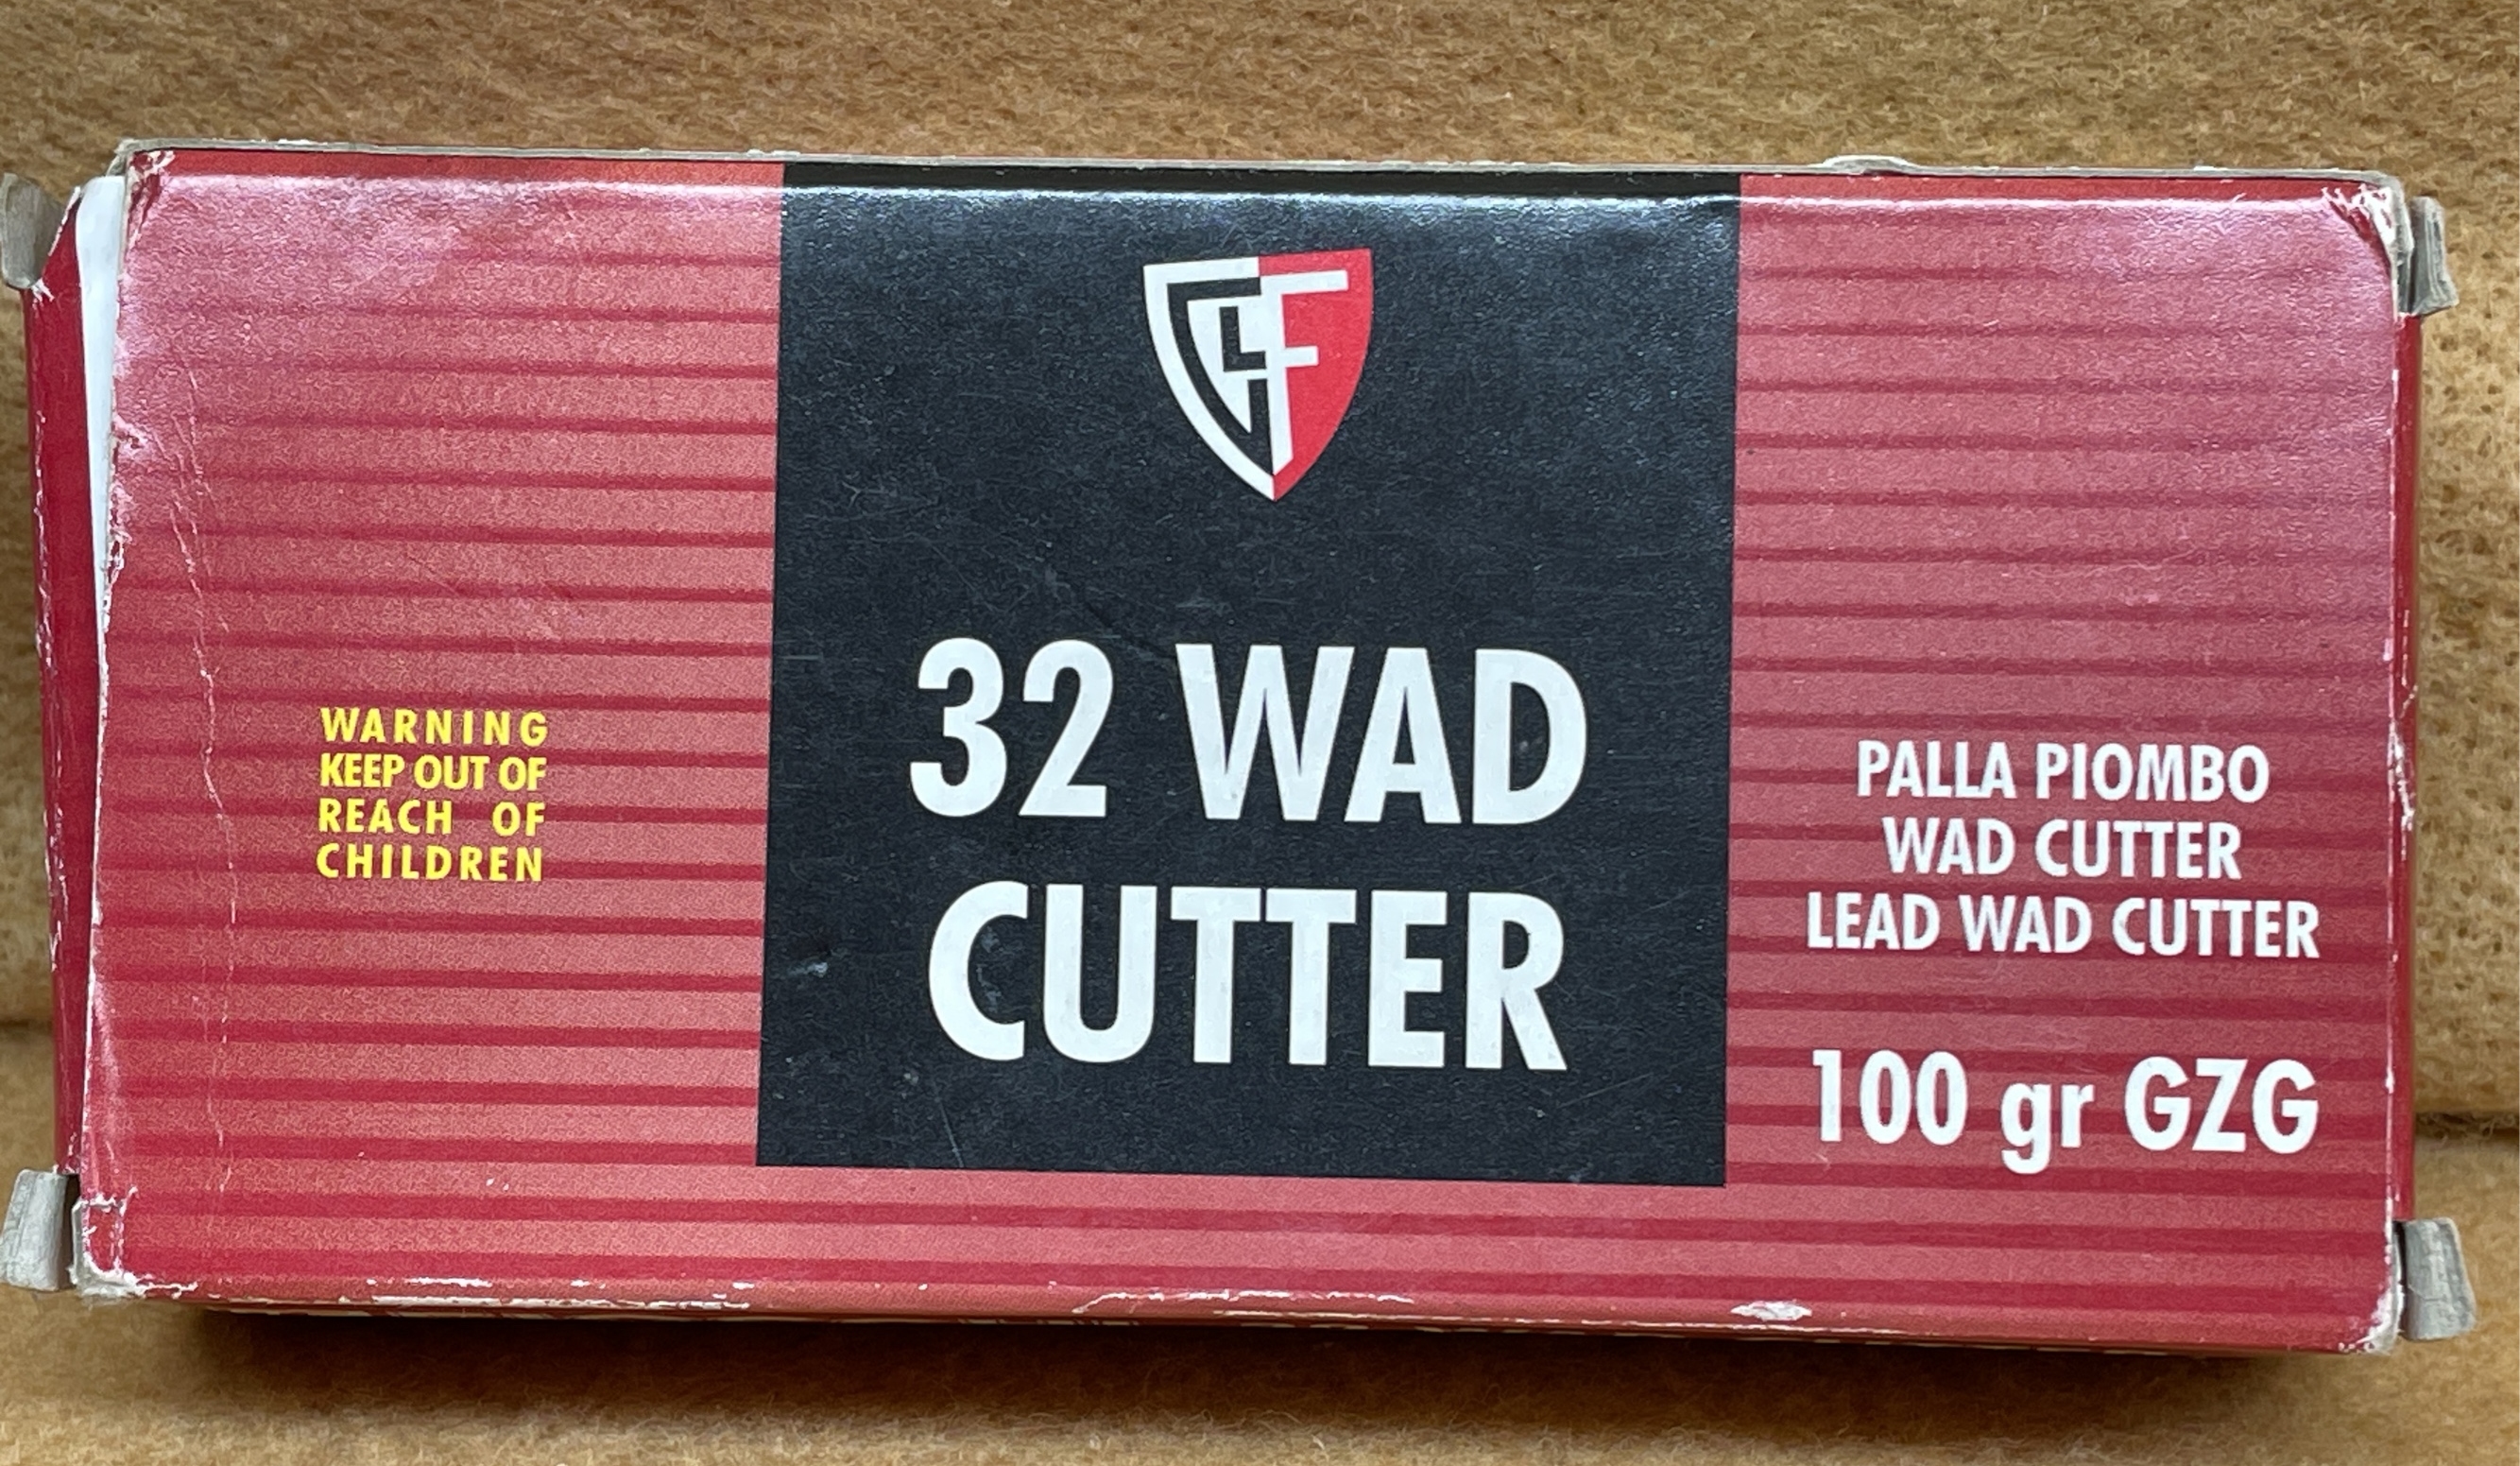 WARNING
KEEP OUT OF
REACH OF
CHILDREN
32 WAD
CUTTER
PALLA PIOMBO
WAD CUTTER
LEAD WAD CUTTER
100 gr GZG